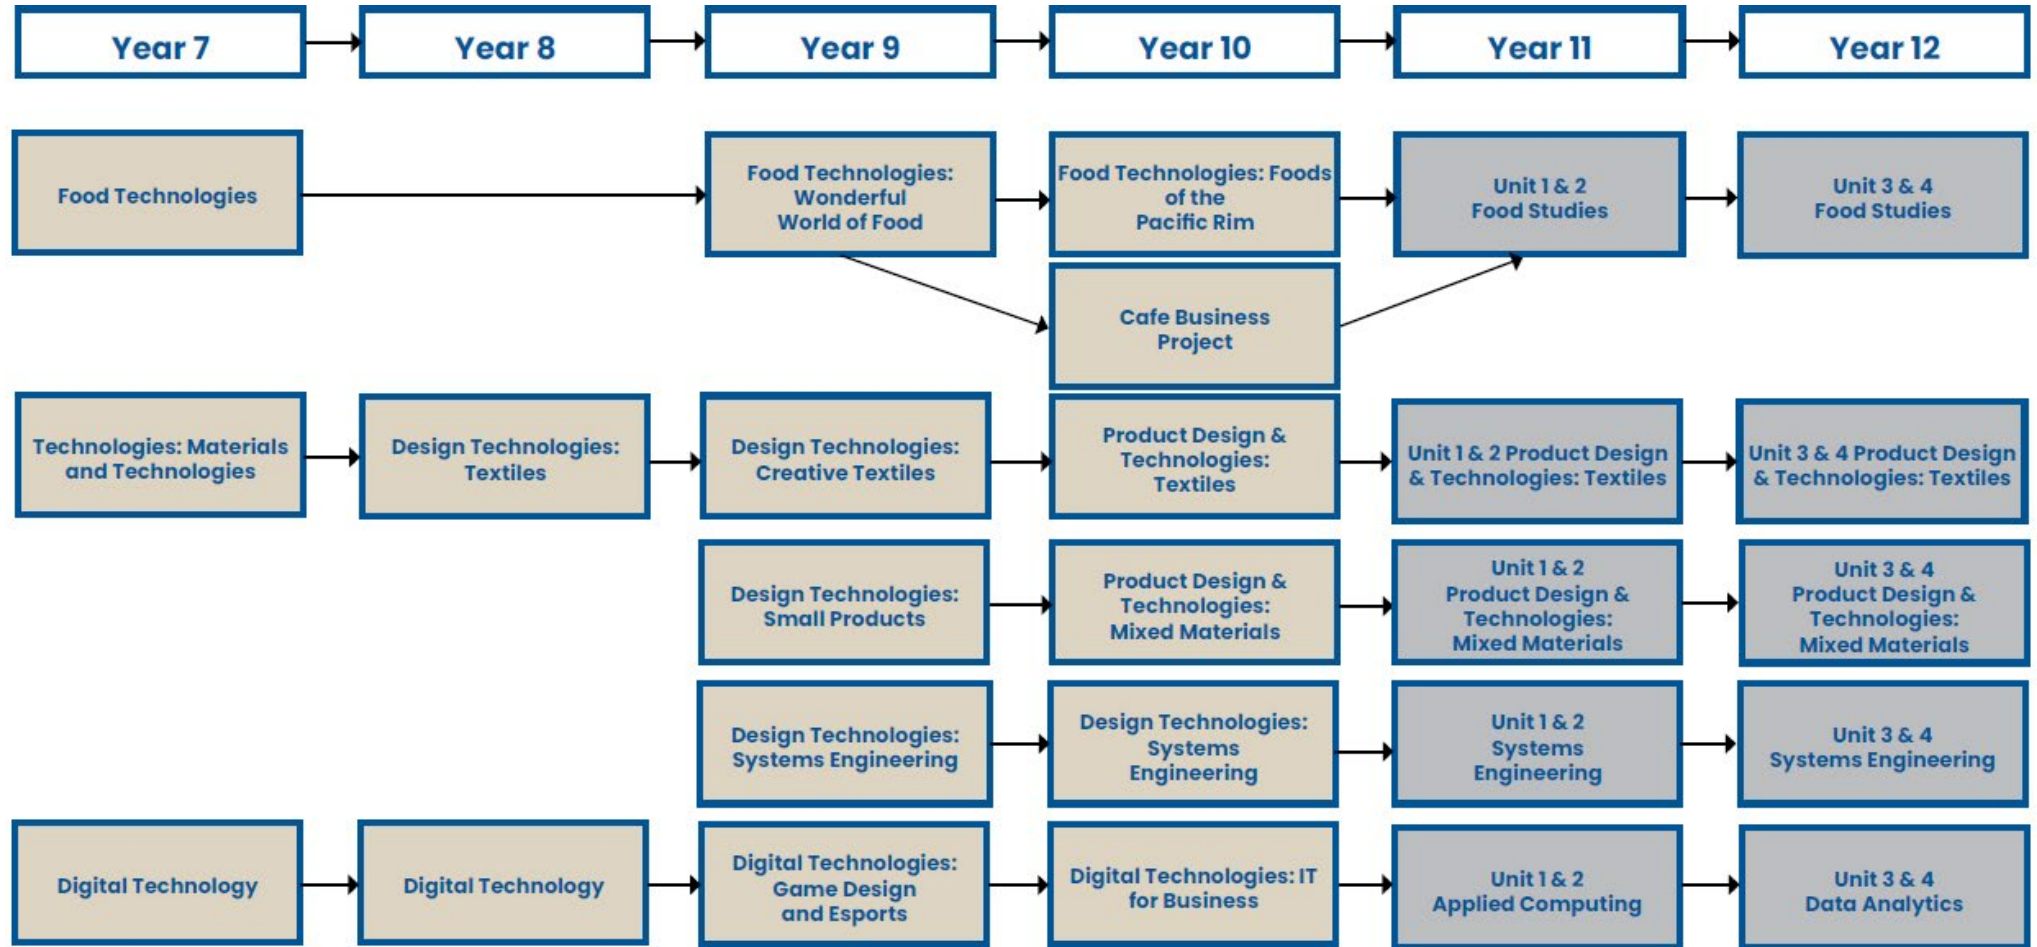 Year 7
Year 8
Year 9
Year 10
Year 11
Year 12
Food Technologies
Food Technologies:
Wonderful
World of Food
Food Technologies: Foods
of the
Pacific Rim
Unit 1 & 2
Food Studies
Unit 3 & 4
Food Studies
Cafe Business
Project
Technologies: Materials
and Technologies
Design Technologies:
Textiles
Design Technologies:
Creative Textiles
Product Design &
Technologies:
Textiles
Unit 1 & 2 Product Design
& Technologies: Textiles
Unit 3 & 4 Product Design
& Technologies: Textiles
Design Technologies:
Small Products
Product Design &
Technologies:
Mixed Materials
Unit 1 & 2
Product Design &
Technologies:
Mixed Materials
Unit 3 & 4
Product Design &
Technologies:
Mixed Materials
Design Technologies:
Systems Engineering
Design Technologies:
Systems
Engineering
Unit 1 & 2
Systems
Engineering
Unit 3 & 4
Systems Engineering
Digital Technology
Digital Technology
Digital Technologies:
Game Design
and Esports
Digital Technologies: IT
for Business
Unit 1 & 2
Applied Computing
Unit 3 & 4
Data Analytics